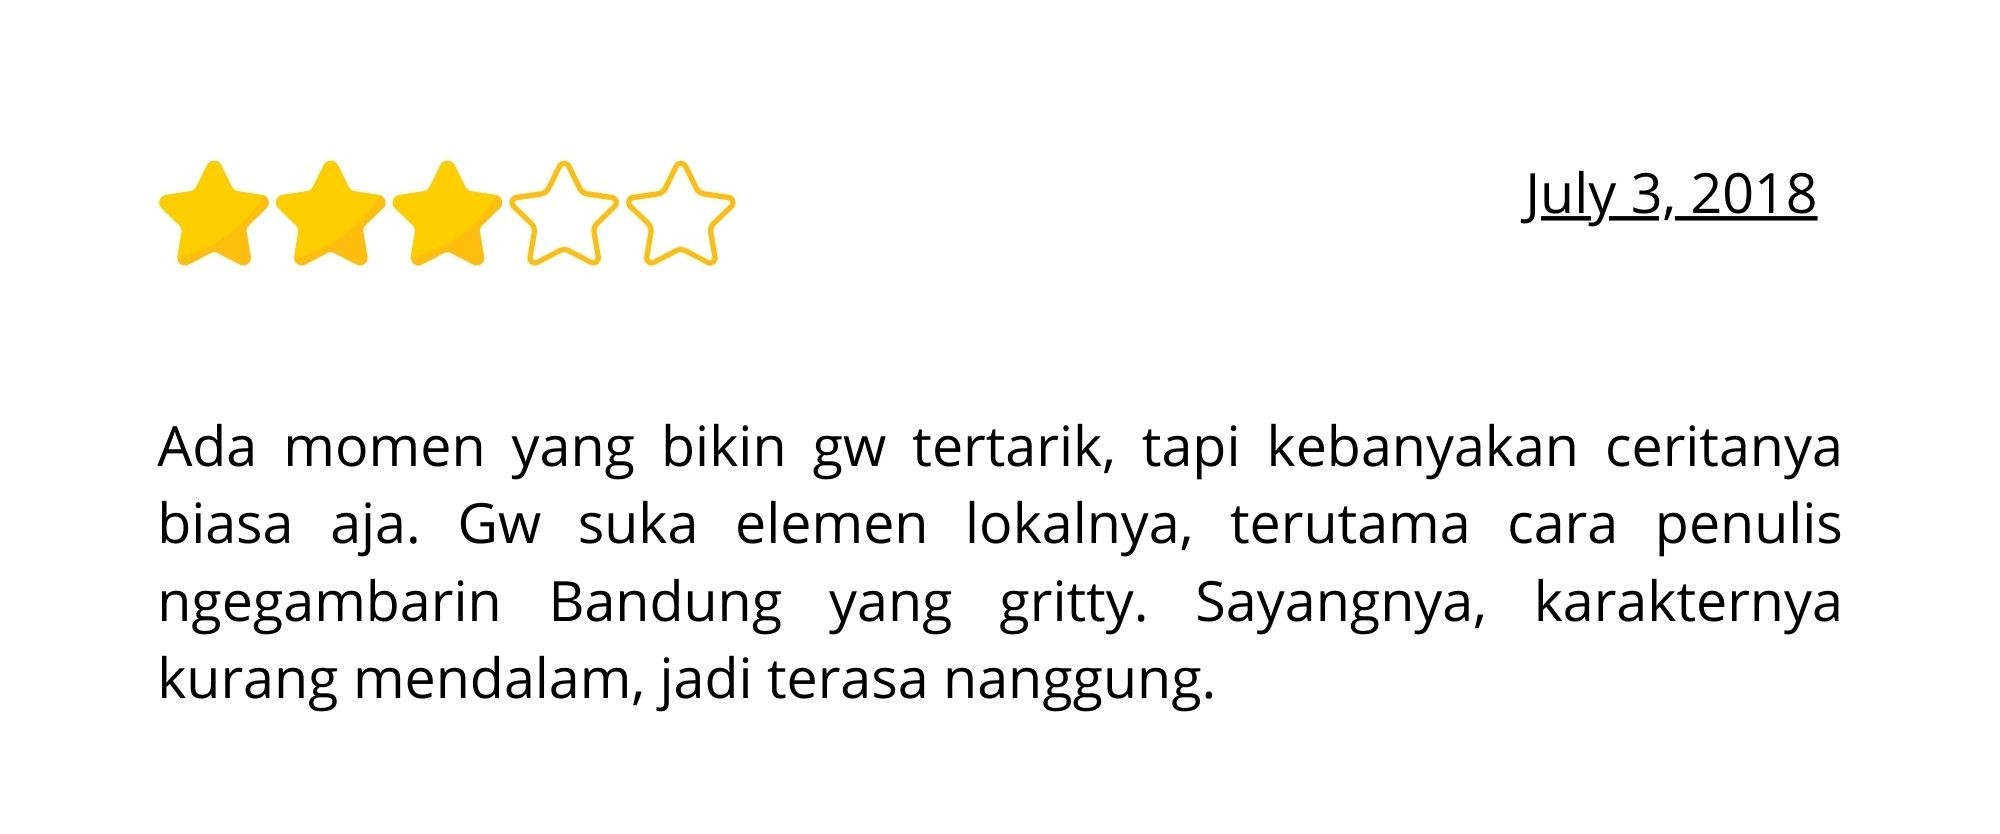 July 3, 2018
Ada momen yang bikin gw tertarik, tapi kebanyakan ceritanya
biasa aja. Gw suka elemen lokalnya, terutama cara penulis
ngegambarin Bandung yang gritty. Sayangnya, karakternya
kurang mendalam, jadi terasa nanggung.